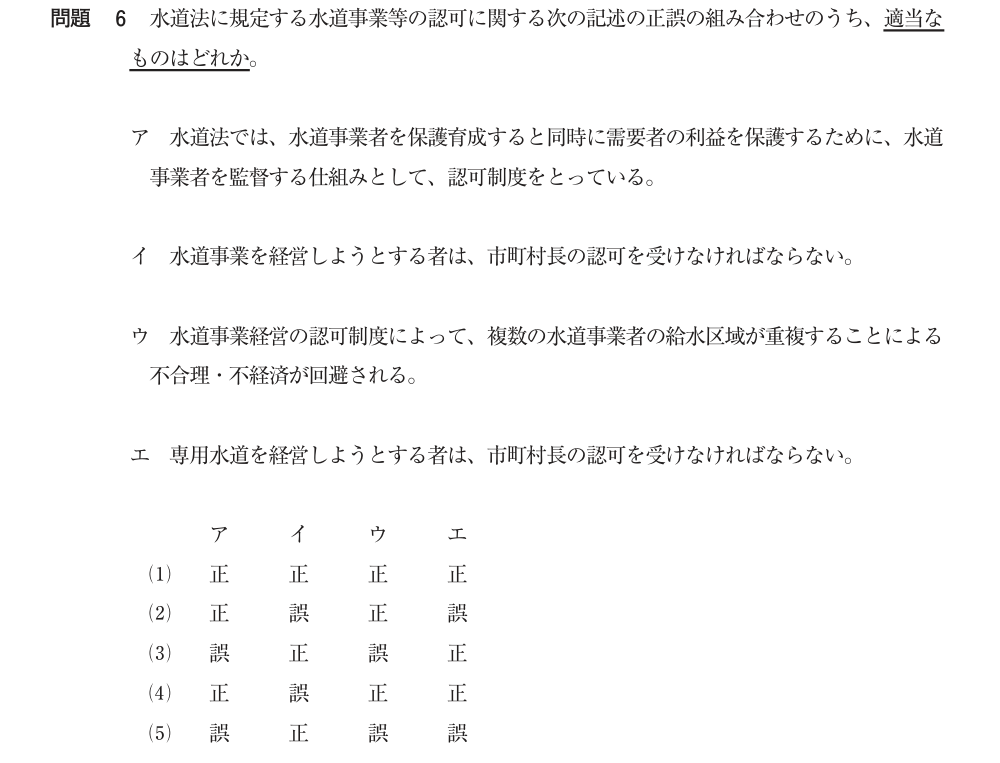 問題 6 水道法に規定する水道事業等の認可に関する次の記述の正誤の組み合わせのうち、適当な
ものはどれか。
ア 水道法では、水道事業者を保護育成すると同時に需要者の利益を保護するために、水道
事業者を監督する仕組みとして、認可制度をとっている。
イ 水道事業を経営しようとする者は、市町村長の認可を受けなければならない。
ウ 水道事業経営の認可制度によって、複数の水道事業者の給水区域が重複することによる
不合理・不経済が回避される。
エ 専用水道を経営しようとする者は、市町村長の認可を受けなければならない。
ア イ ウ エ
(1) 正 正 正 正
(2) 正 誤 正 誤
(3) 誤 正 誤 正
(4) 正 誤 正 正
(5) 誤 正 誤 誤